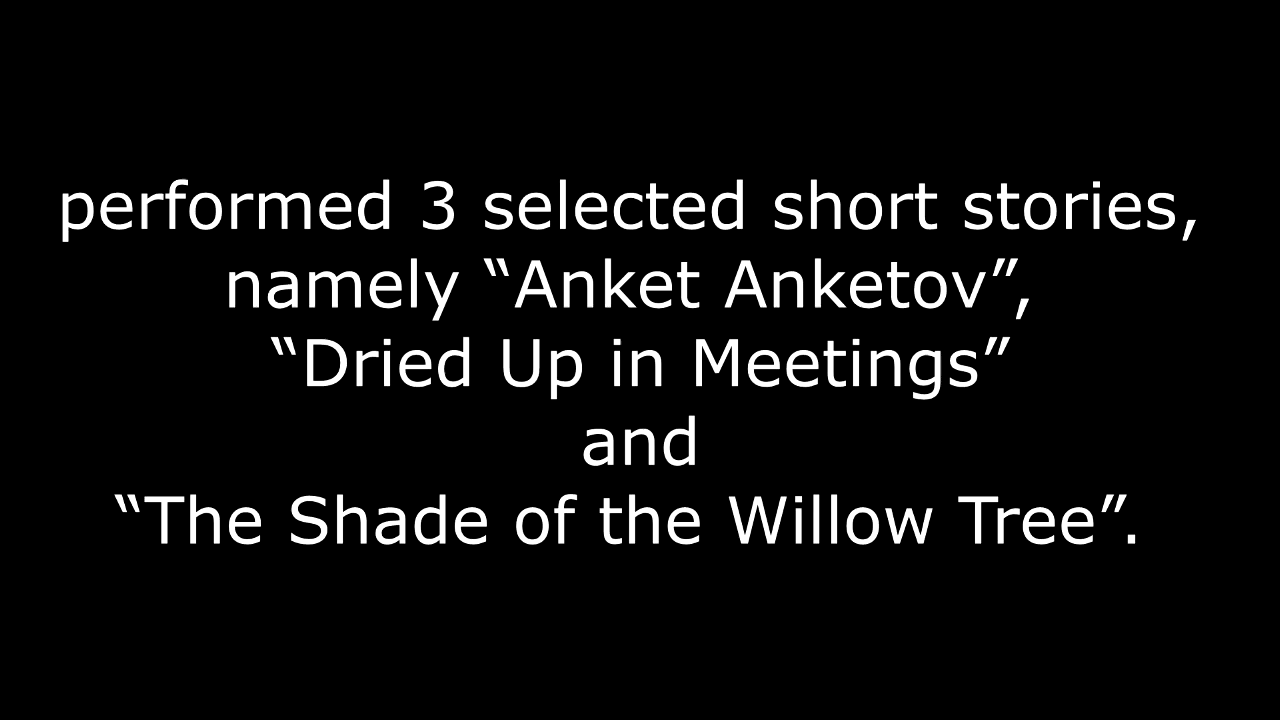 performed 3 selected short stories,
namely “Anket Anketov”,
“Dried Up in Meetings”
and
“The Shade of the Willow Tree”.